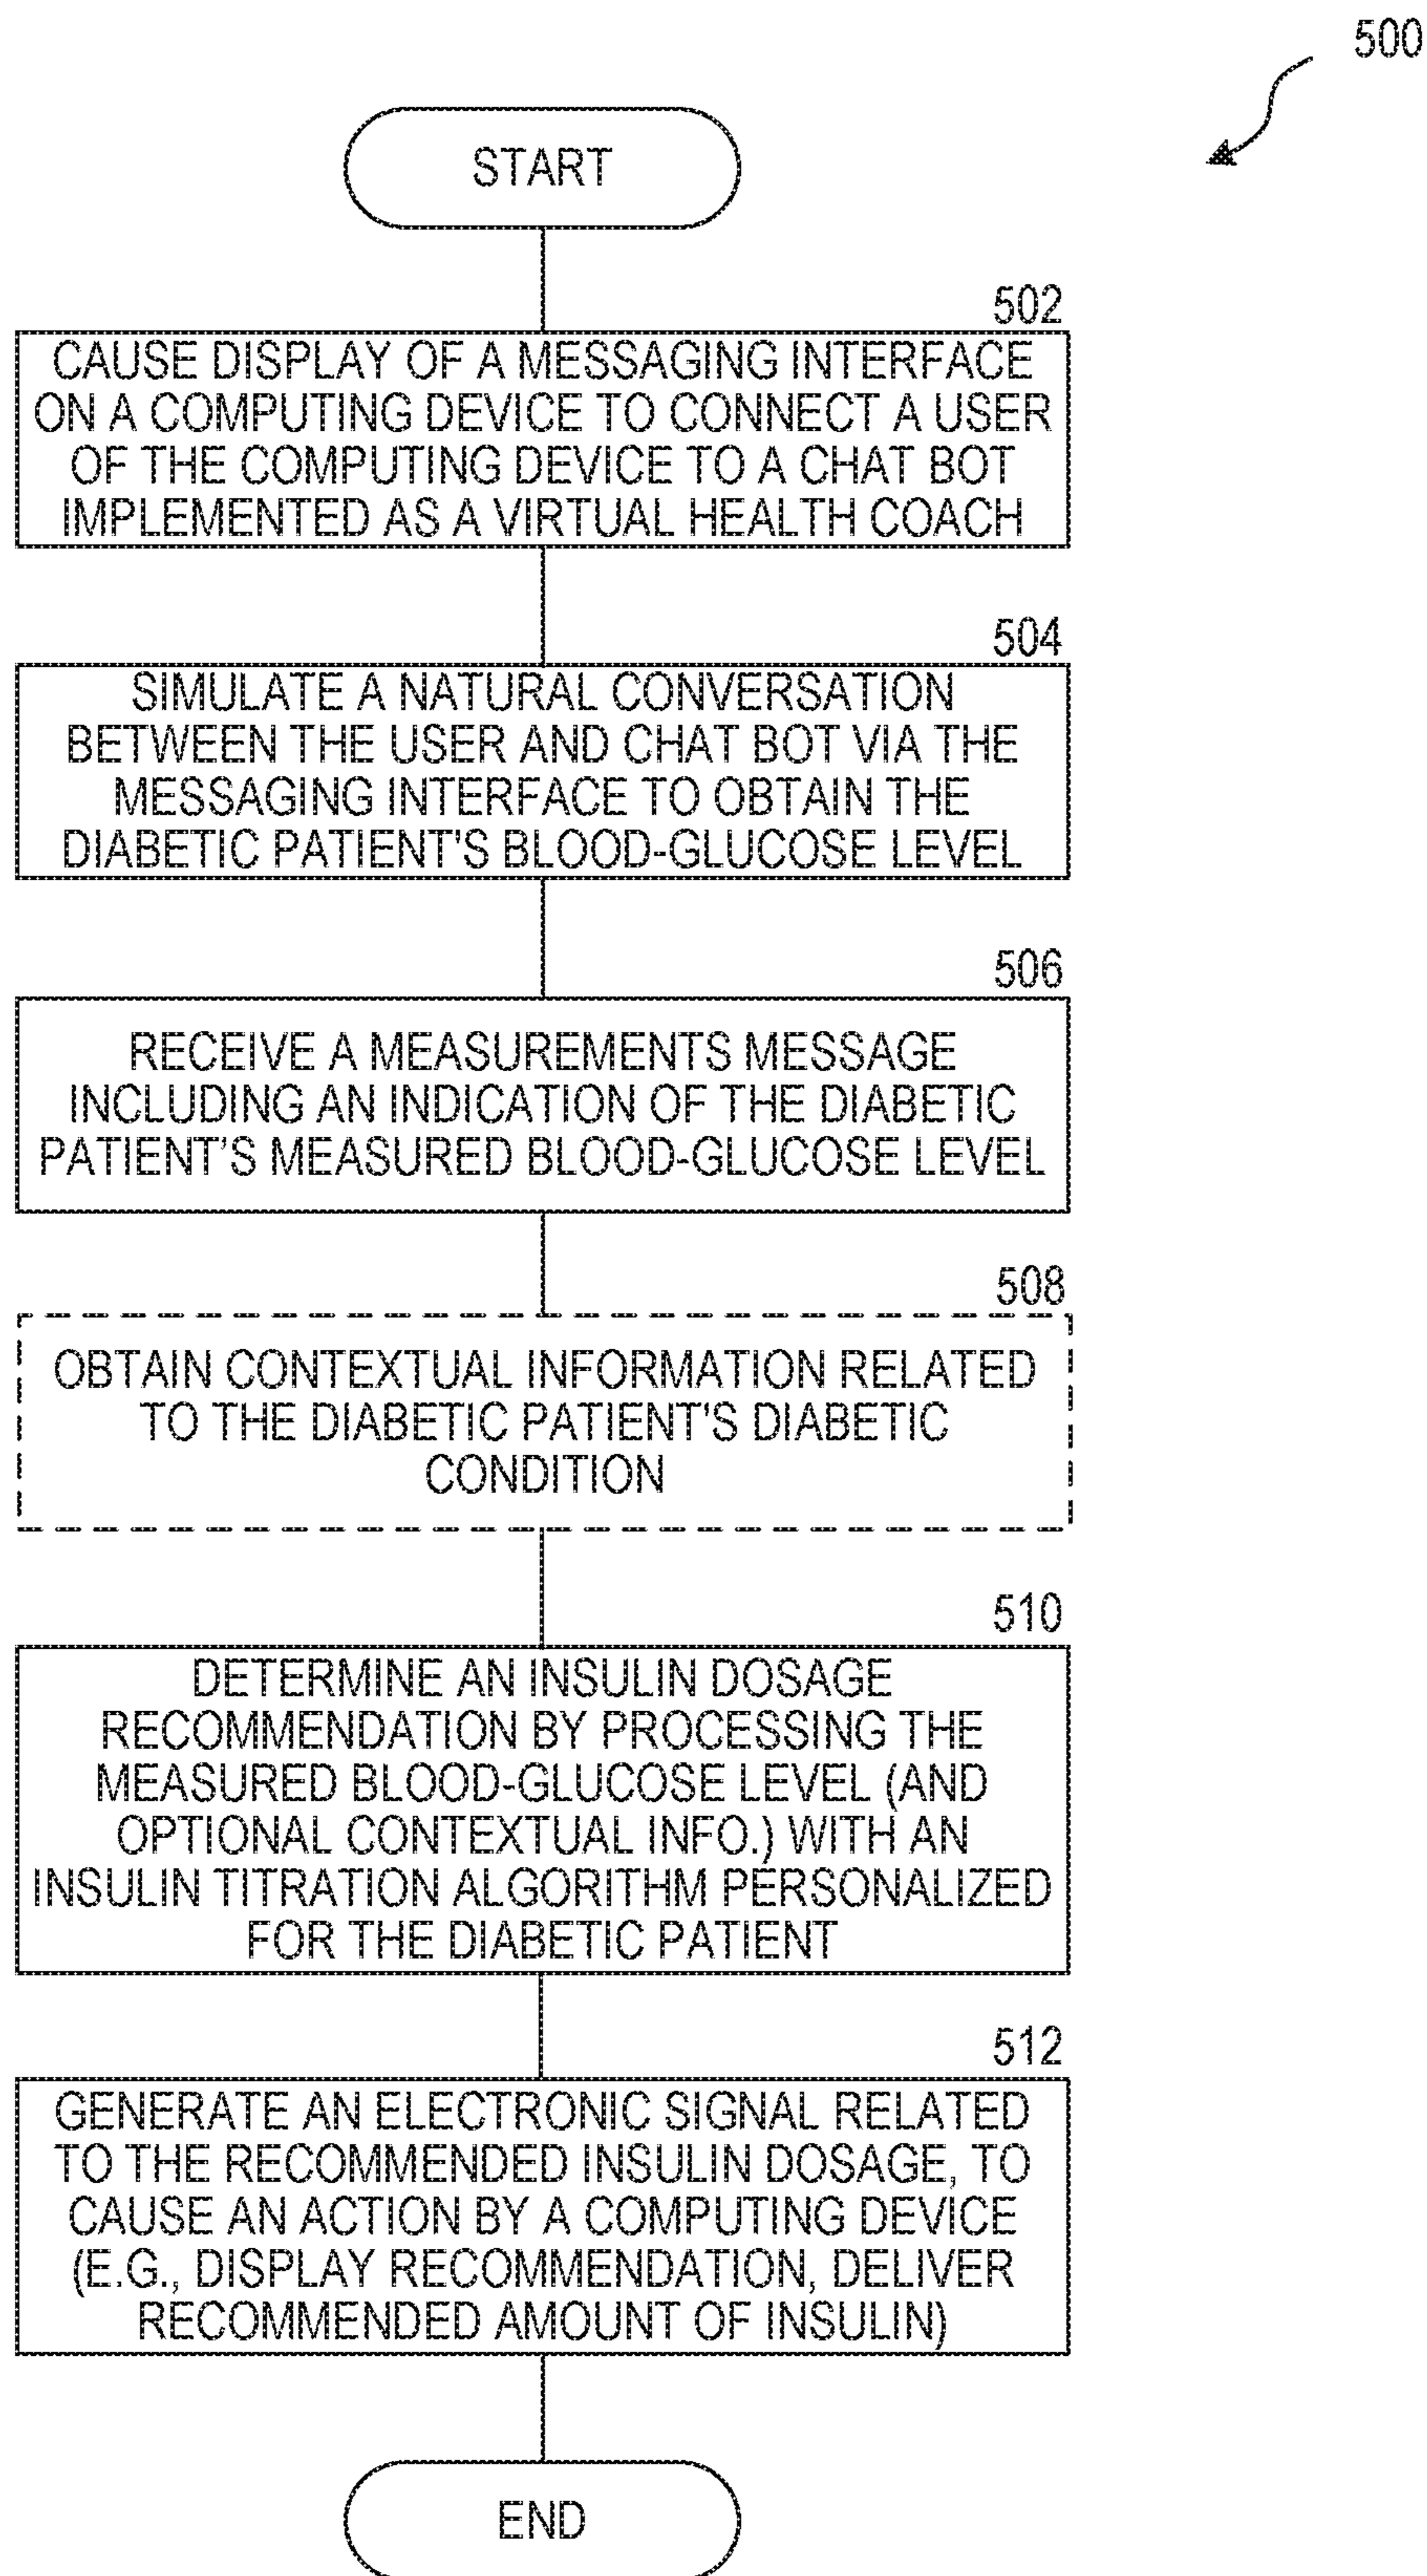 500
START
502
CAUSE DISPLAY OF A MESSAGING INTERFACE
ON A COMPUTING DEVICE TO CONNECT A USER
OF THE COMPUTING DEVICE TO A CHAT BOT
IMPLEMENTED AS A VIRTUAL HEALTH COACH
504
SIMULATE A NATURAL CONVERSATION
BETWEEN THE USER AND CHAT BOT VIA THE
MESSAGING INTERFACE TO OBTAIN THE
DIABETIC PATIENT'S BLOOD-GLUCOSE LEVEL
506
RECEIVE A MEASUREMENTS MESSAGE
INCLUDING AN INDICATION OF THE DIABETIC
PATIENT’S MEASURED BLOOD-GLUCOSE LEVEL
508
OBTAIN CONTEXTUAL INFORMATION RELATED
TO THE DIABETIC PATIENT'S DIABETIC
CONDITION
510
DETERMINE AN INSULIN DOSAGE
RECOMMENDATION BY PROCESSING THE
MEASURED BLOOD-GLUCOSE LEVEL (AND
OPTIONAL CONTEXTUAL INFO.) WITH AN
INSULIN TITRATION ALGORITHM PERSONALIZED
FOR THE DIABETIC PATIENT
512
GENERATE AN ELECTRONIC SIGNAL RELATED
TO THE RECOMMENDED INSULIN DOSAGE, TO
CAUSE AN ACTION BY A COMPUTING DEVICE
(E.G., DISPLAY RECOMMENDATION, DELIVER
RECOMMENDED AMOUNT OF INSULIN)
END